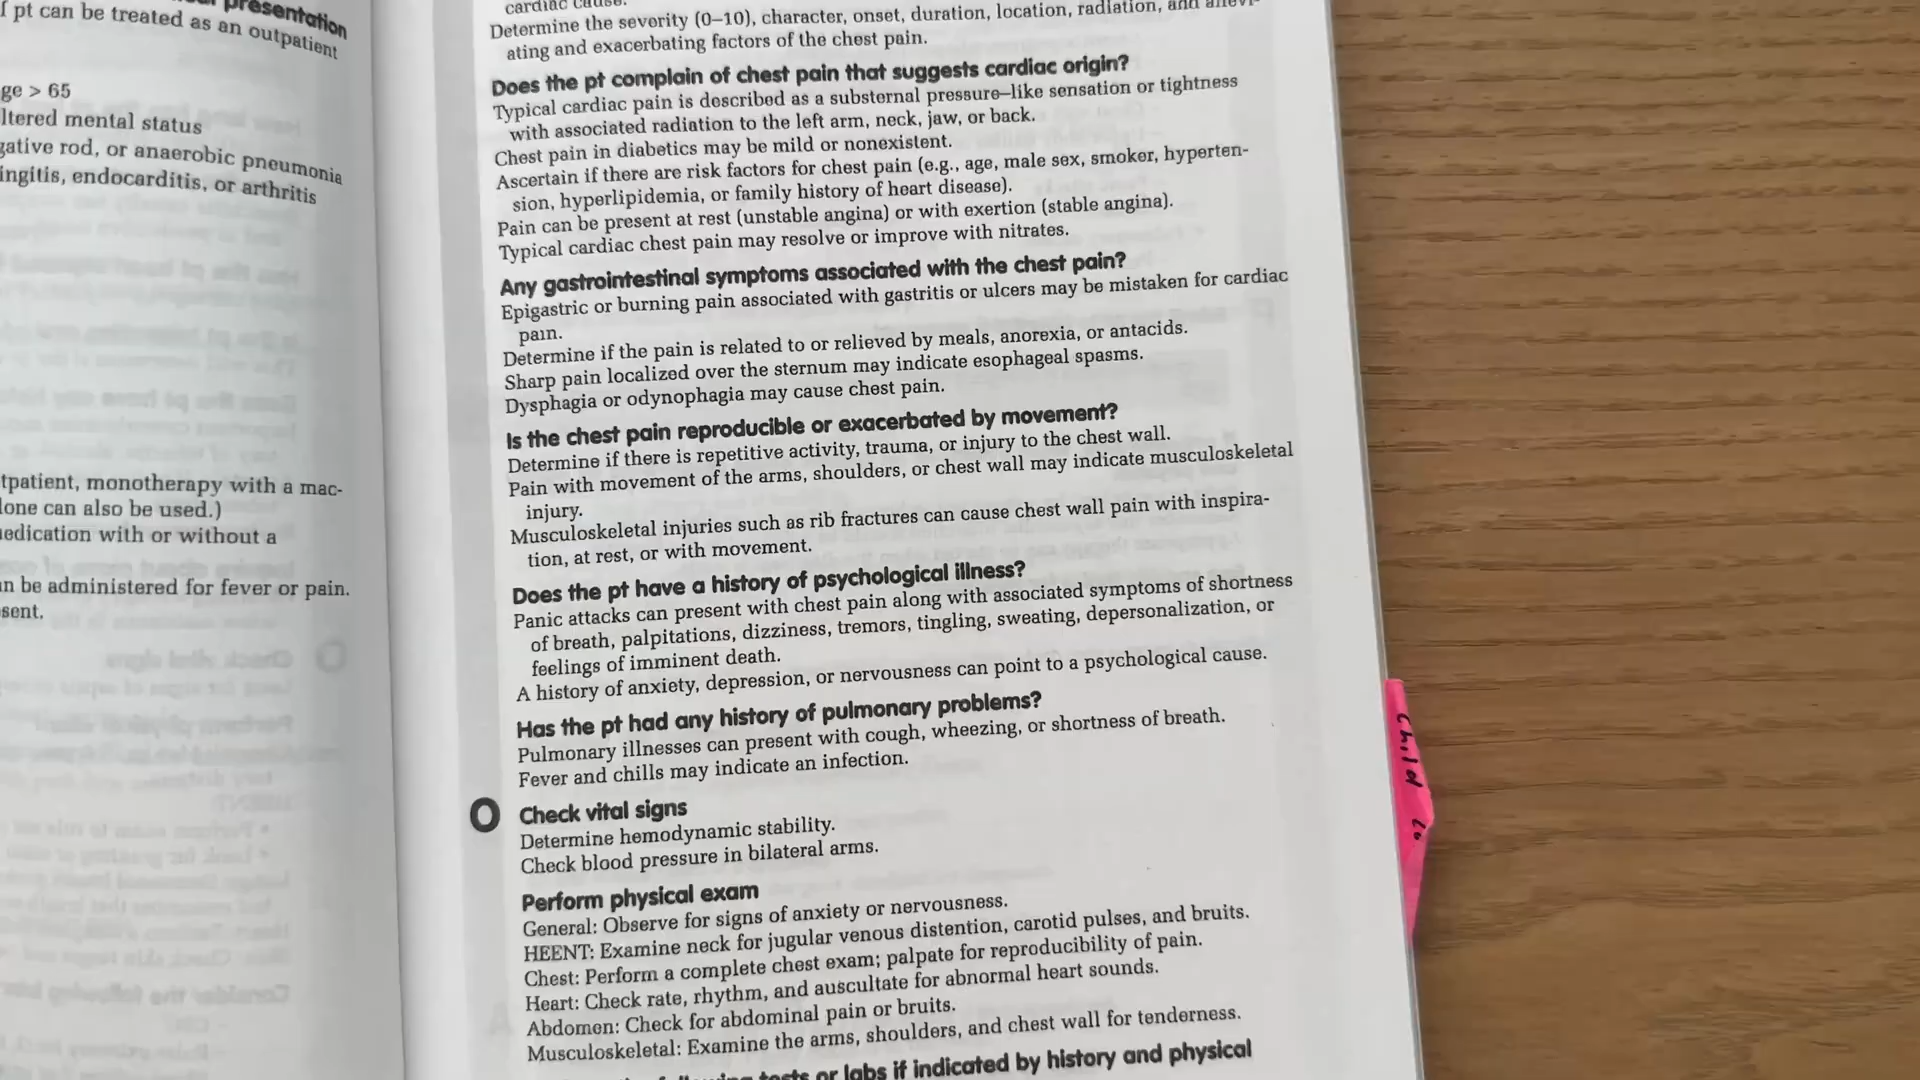 presentation
f pt can be treated as an outpatient
ge > 65
ltered mental status
gative rod, or anaerobic pneumonia
ingitis, endocarditis, or arthritis
tpatient, monotherapy with a mac-
lone can also be used.)
nedication with or without a
n be administered for fever or pain.
sent.
cardiac cause.
Determine the severity (0–10), character, onset, duration, location, radiation, and allevi-
ating and exacerbating factors of the chest pain.
Does the pt complain of chest pain that suggests cardiac origin?
Typical cardiac pain is described as a substernal pressure–like sensation or tightness
with associated radiation to the left arm, neck, jaw, or back.
Chest pain in diabetics may be mild or nonexistent.
Ascertain if there are risk factors for chest pain (e.g., age, male sex, smoker, hyperten-
sion, hyperlipidemia, or family history of heart disease).
Pain can be present at rest (unstable angina) or with exertion (stable angina).
Typical cardiac chest pain may resolve or improve with nitrates.
Any gastrointestinal symptoms associated with the chest pain?
Epigastric or burning pain associated with gastritis or ulcers may be mistaken for cardiac
pain.
Determine if the pain is related to or relieved by meals, anorexia, or antacids.
Sharp pain localized over the sternum may indicate esophageal spasms.
Dysphagia or odynophagia may cause chest pain.
Is the chest pain reproducible or exacerbated by movement?
Determine if there is repetitive activity, trauma, or injury to the chest wall.
Pain with movement of the arms, shoulders, or chest wall may indicate musculoskeletal
injury.
Musculoskeletal injuries such as rib fractures can cause chest wall pain with inspira-
tion, at rest, or with movement.
Does the pt have a history of psychological illness?
Panic attacks can present with chest pain along with associated symptoms of shortness
of breath, palpitations, dizziness, tremors, tingling, sweating, depersonalization, or
feelings of imminent death.
A history of anxiety, depression, or nervousness can point to a psychological cause.
Has the pt had any history of pulmonary problems?
Pulmonary illnesses can present with cough, wheezing, or shortness of breath.
Fever and chills may indicate an infection.
O Check vital signs
Determine hemodynamic stability.
Check blood pressure in bilateral arms.
Perform physical exam
General: Observe for signs of anxiety or nervousness.
HEENT: Examine neck for jugular venous distention, carotid pulses, and bruits.
Chest: Perform a complete chest exam; palpate for reproducibility of pain.
Heart: Check rate, rhythm, and auscultate for abnormal heart sounds.
Abdomen: Check for abdominal pain or bruits.
Musculoskeletal: Examine the arms, shoulders, and chest wall for tenderness.
following tests or labs if indicated by history and physical
child